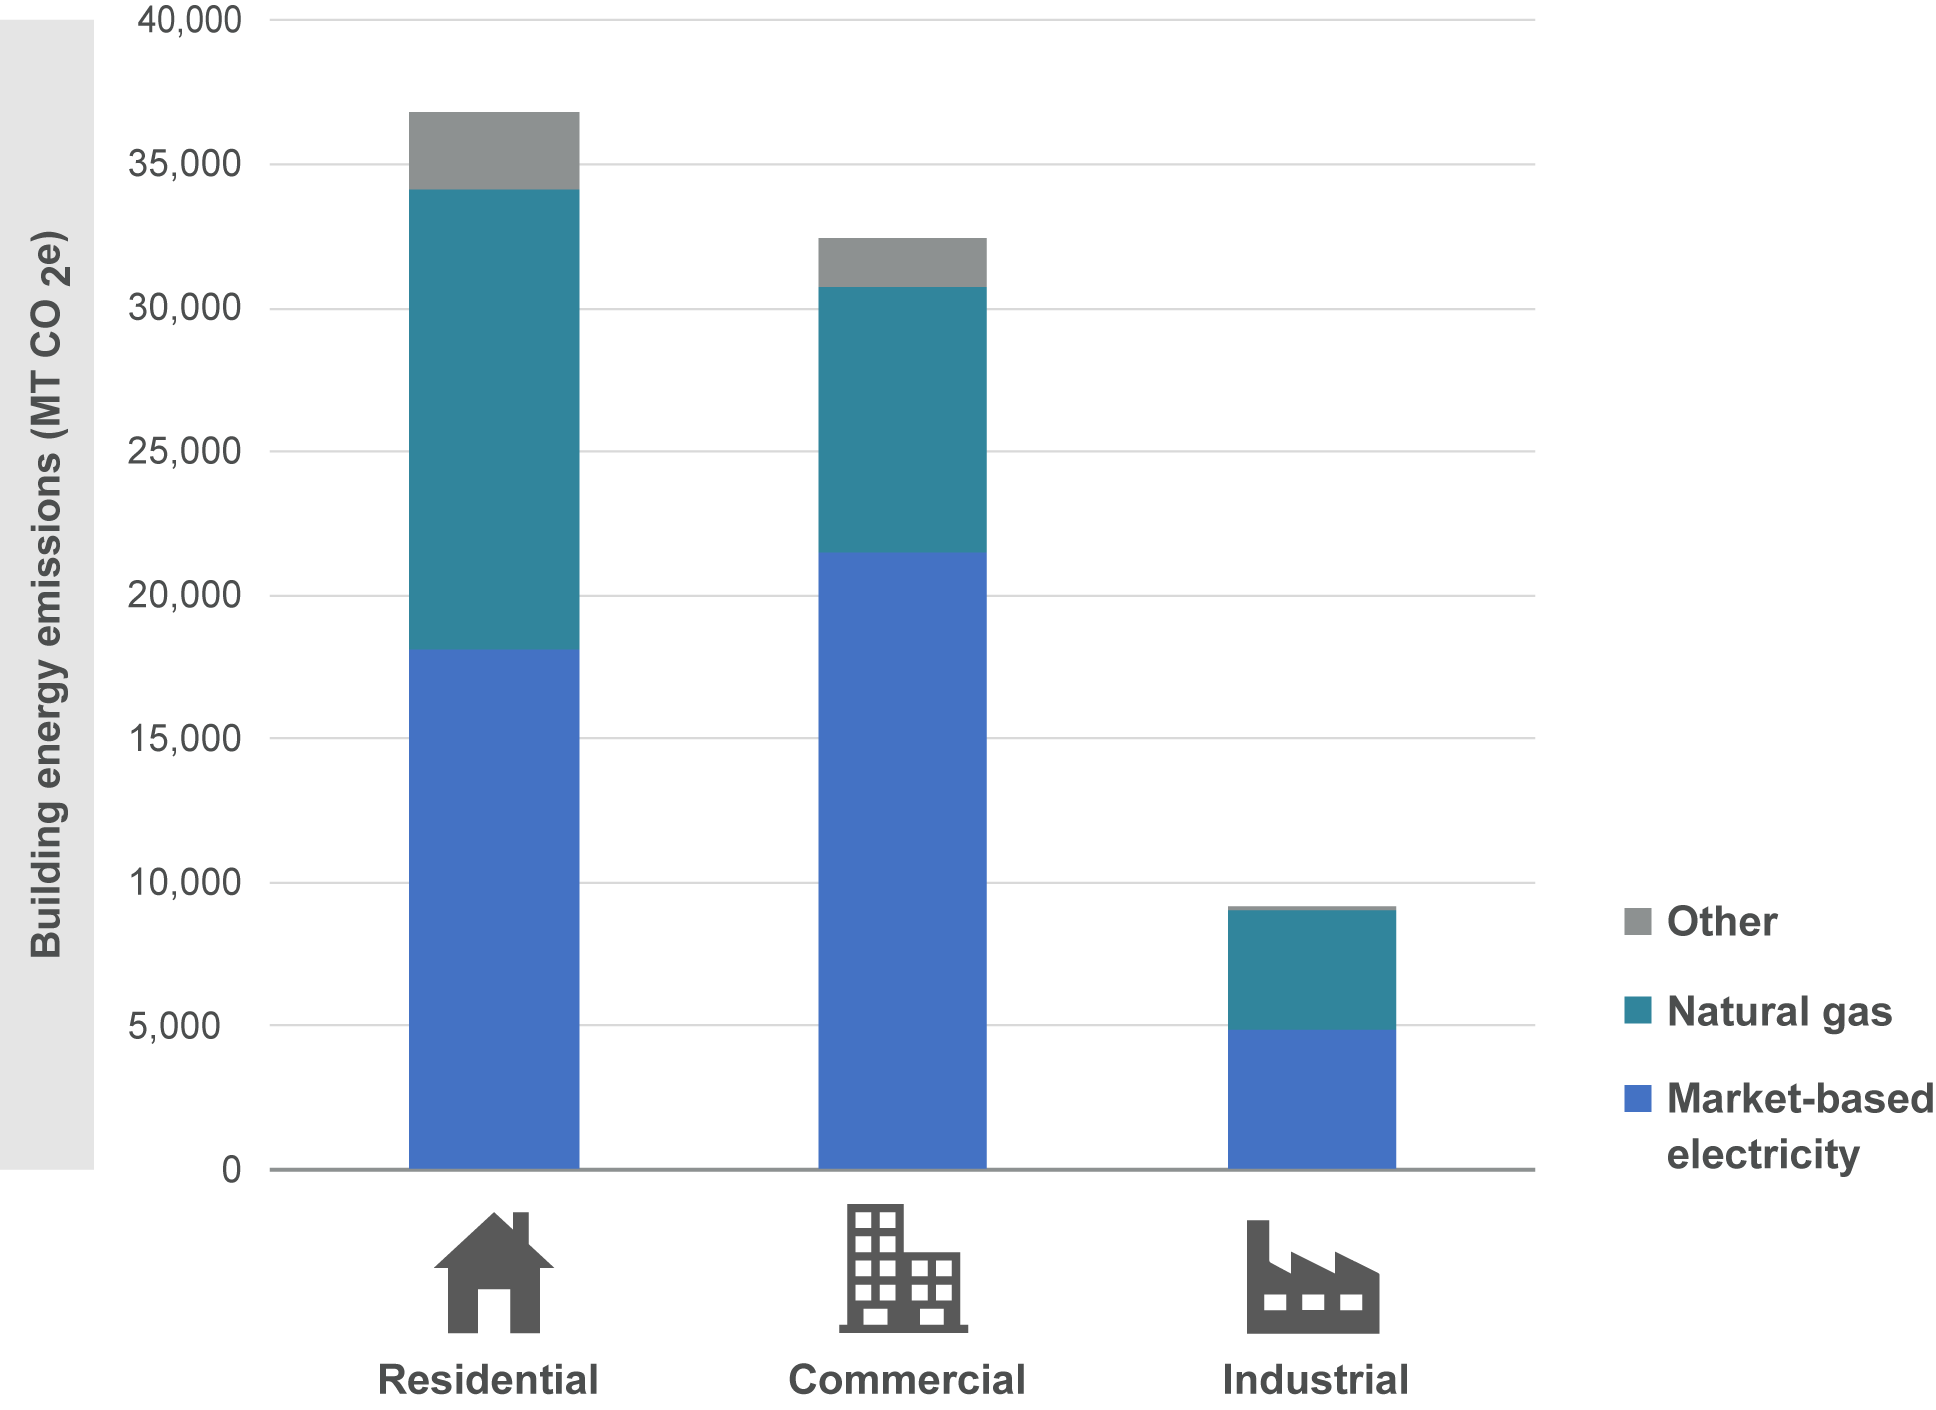 Building energy emissions (MT CO 2e)
40,000
35,000
30,000
25,000
20,000
15,000
10,000
5,000
0
Residential
Commercial
Industrial
Other
Natural gas
Market-based
electricity